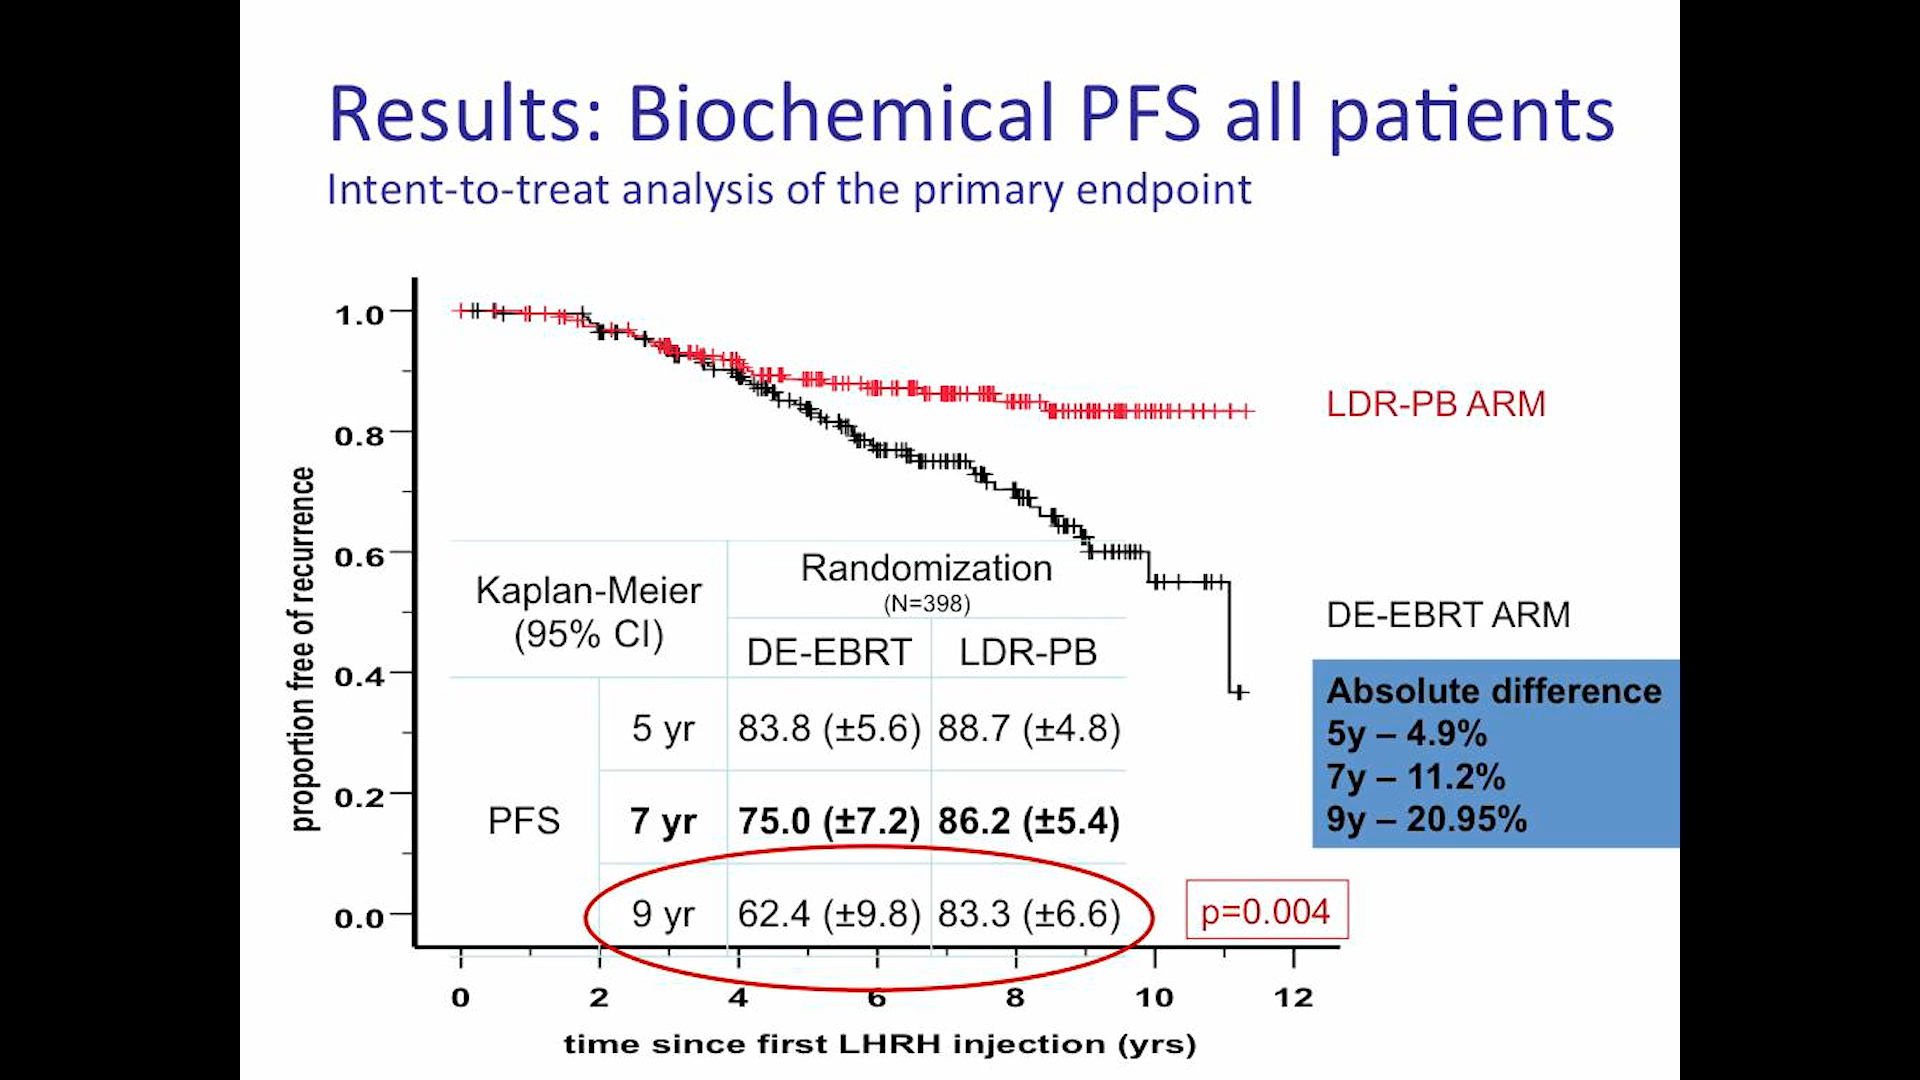 Results: Biochemical PFS all patients
Intent-to-treat analysis of the primary endpoint
proportion free of recurrence
1.0
0.8
0.6
0.4
0.2
0.0
LDR-PB ARM
DE-EBRT ARM
Kaplan-Meier
(95% CI)
Randomization
(N=398)
DE-EBRT LDR-PB
PFS
5 yr 83.8 (±5.6) 88.7 (±4.8)
7 yr 75.0 (±7.2) 86.2 (±5.4)
9 yr 62.4 (±9.8) 83.3 (±6.6)
Absolute difference
5y – 4.9%
7y – 11.2%
9y – 20.95%
p=0.004
0 2 4 6 8 10 12
time since first LHRH injection (yrs)